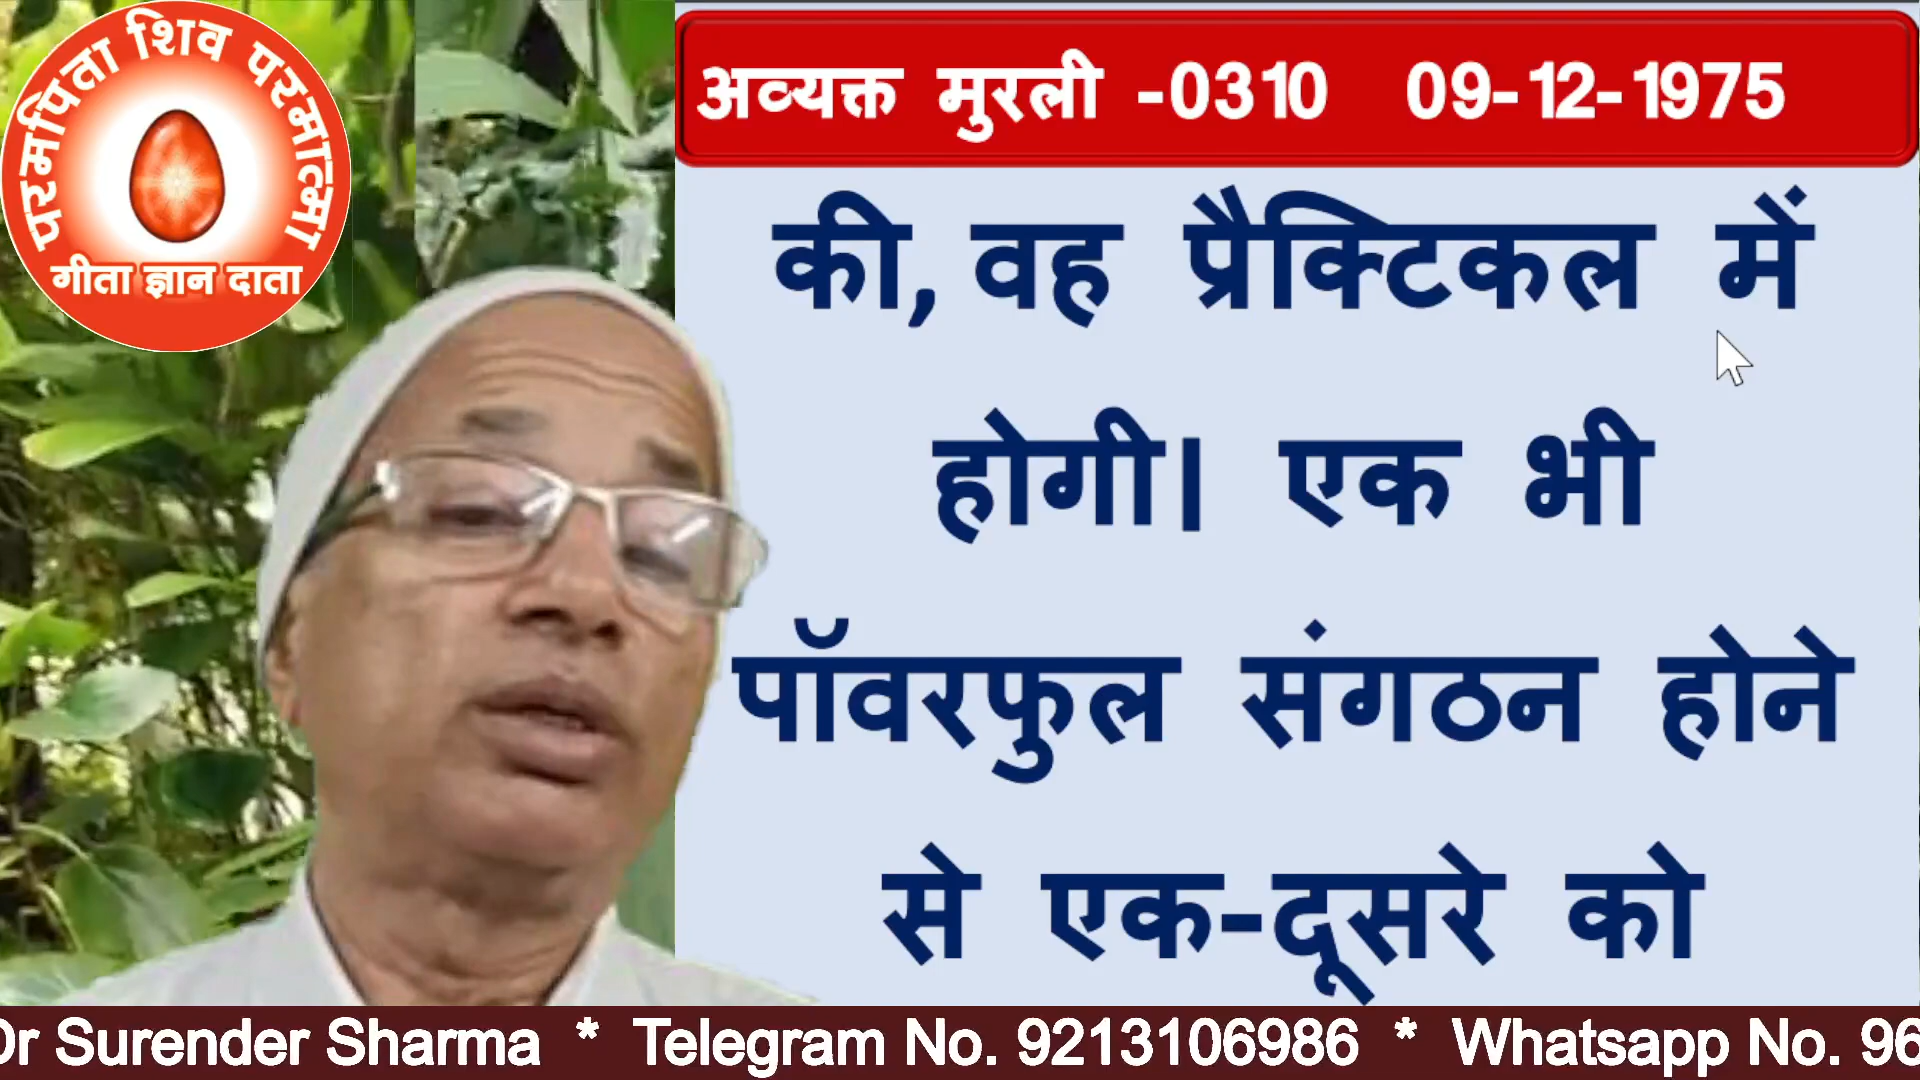 परमपिता शिव परमात्मा
गीता ज्ञान दाता
अव्यक्त मुरली -0310 09-12-1975
की, वह प्रैक्टिकल में
होगी। एक भी
पॉवरफुल संगठन होने
से एक-दूसरे को
Dr Surender Sharma * Telegram No. 9213106986 * Whatsapp No. 96